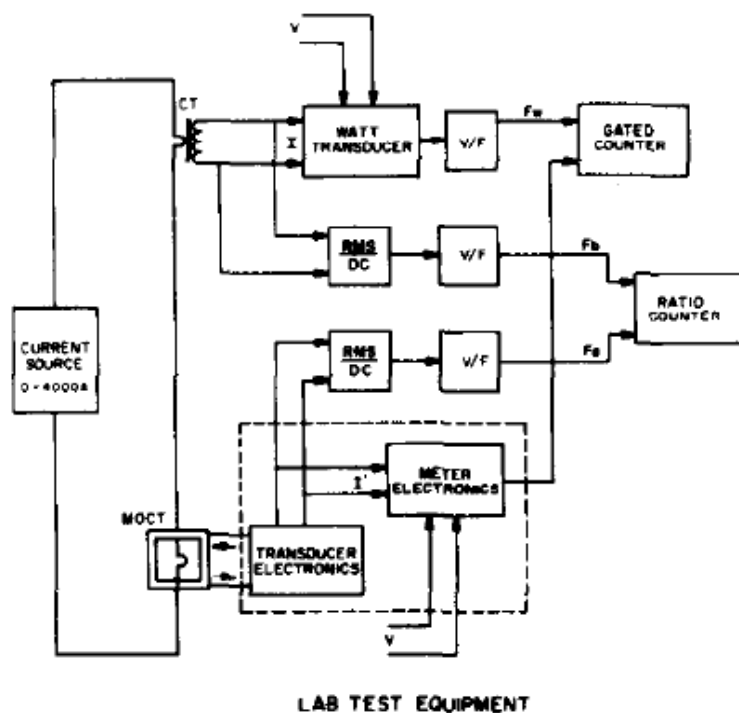 V
CT
I
WATT
TRANSDUCER
V/F
Fw
GATED
COUNTER
RMS
DC
V/F
Fb
RATIO
COUNTER
CURRENT
SOURCE
0-4000A
RMS
DC
V/F
Fa
METER
ELECTRONICS
I'
MOCT
TRANSDUCER
ELECTRONICS
V
LAB TEST EQUIPMENT